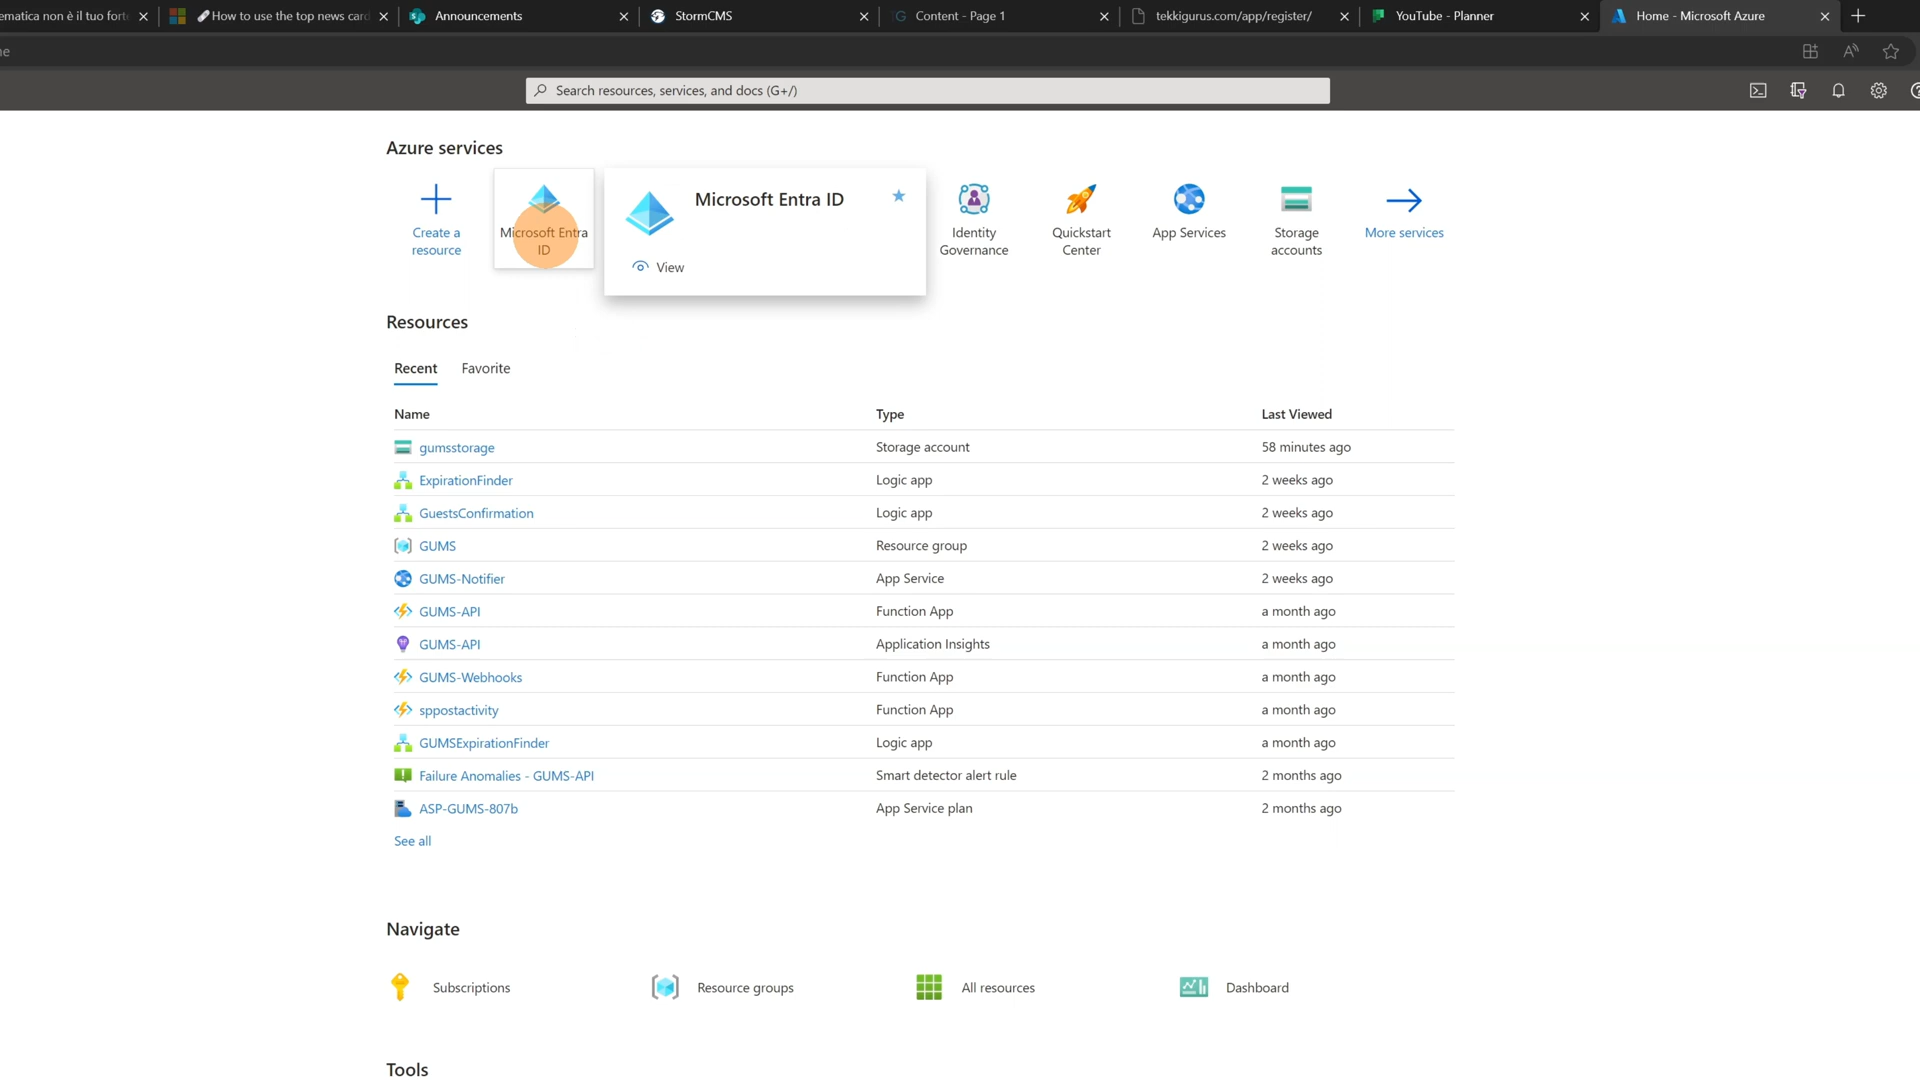 ematica non è il tuo forte
How to use the top news card
Announcements
StormCMS
Content - Page 1
tekkigurus.com/app/register/
YouTube - Planner
Home - Microsoft Azure
ne
Search resources, services, and docs (G+/)
Azure services
Create a
resource
Microsoft Entra
ID
Microsoft Entra ID
View
Identity
Governance
Quickstart
Center
App Services
Storage
accounts
More services
Resources
Recent Favorite
Name Type Last Viewed
gumsstorage Storage account 58 minutes ago
ExpirationFinder Logic app 2 weeks ago
GuestsConfirmation Logic app 2 weeks ago
GUMS Resource group 2 weeks ago
GUMS-Notifier App Service 2 weeks ago
GUMS-API Function App a month ago
GUMS-API Application Insights a month ago
GUMS-Webhooks Function App a month ago
sppostactivity Function App a month ago
GUMSExpirationFinder Logic app a month ago
Failure Anomalies - GUMS-API Smart detector alert rule 2 months ago
ASP-GUMS-807b App Service plan 2 months ago
See all
Navigate
Subscriptions Resource groups All resources Dashboard
Tools